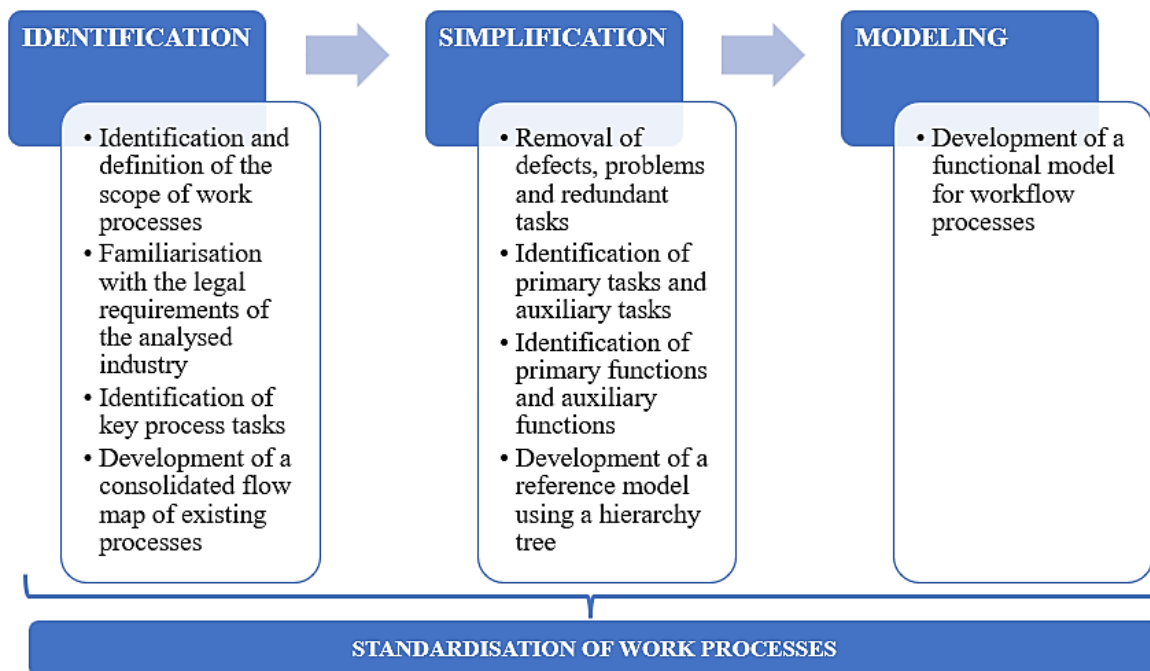 IDENTIFICATION
• Identification and
definition of the
scope of work
processes
• Familiarisation
with the legal
requirements of
the analysed
industry
• Identification of
key process tasks
• Development of a
consolidated flow
map of existing
processes
SIMPLIFICATION
• Removal of
defects, problems
and redundant
tasks
• Identification of
primary tasks and
auxiliary tasks
• Identification of
primary functions
and auxiliary
functions
• Development of a
reference model
using a hierarchy
tree
MODELING
• Development of a
functional model
for workflow
processes
STANDARDISATION OF WORK PROCESSES